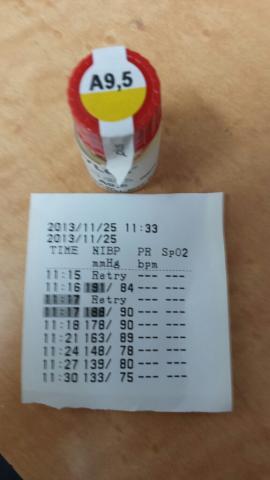 A9,5
2013/11/25 11:33
2013/11/25
TIME NIBP PR SpO2
mmHg bpm
11:15 Retry --- ---
11:16 191/ 84 --- ---
11:17 Retry --- ---
11:17 188/ 90 --- ---
11:18 178/ 90 --- ---
11:21 163/ 89 --- ---
11:24 148/ 78 --- ---
11:27 139/ 80 --- ---
11:30 133/ 75 --- ---